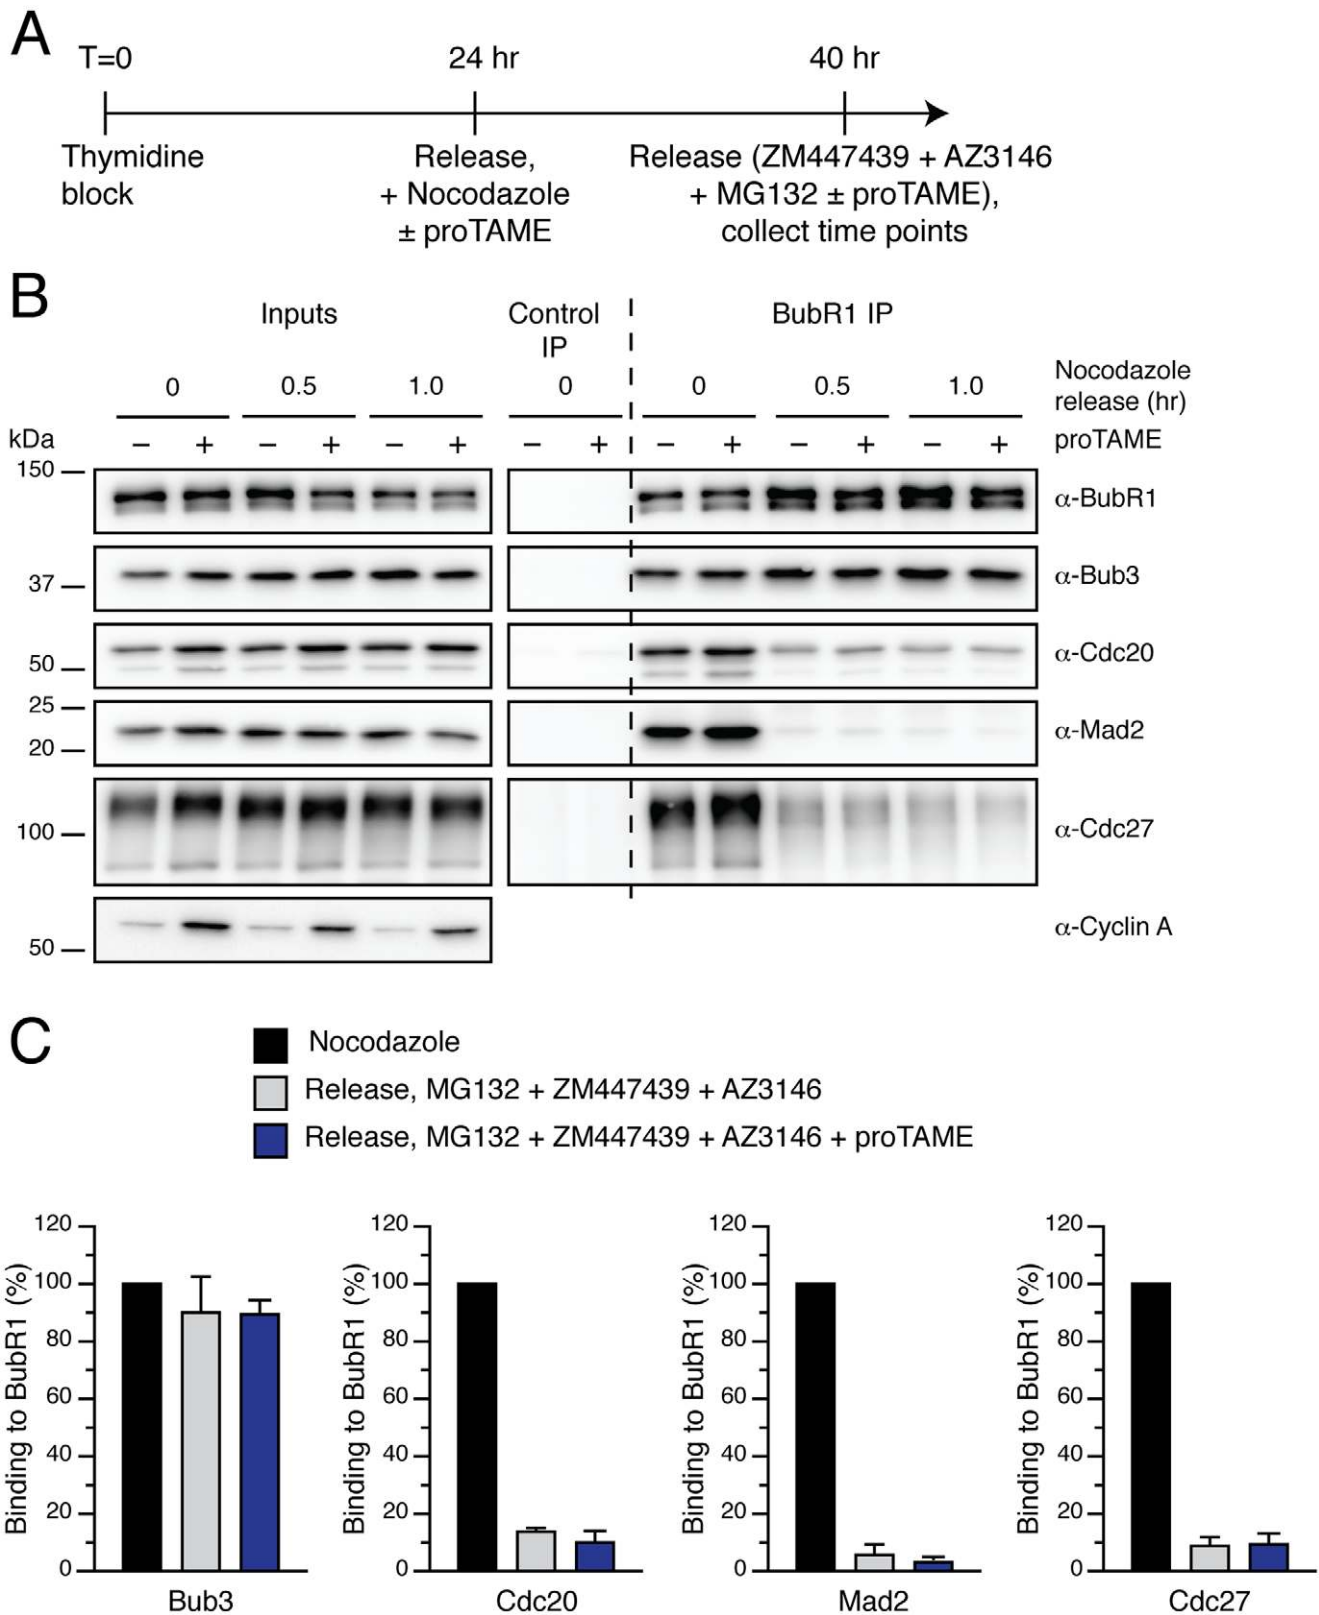 A
T=0 24 hr 40 hr
Thymidine
block
Release,
+ Nocodazole
± proTAME
Release (ZM447439 + AZ3146
+ MG132 ± proTAME),
collect time points
B
Inputs
Control
IP
BubR1 IP
0 0.5 1.0 0 0 0.5 1.0
Nocodazole
release (hr)
kDa
− + − + − + − + − + − + − + proTAME
150
α-BubR1
37
α-Bub3
50
α-Cdc20
25
20
α-Mad2
100
α-Cdc27
50
α-Cyclin A
C
Nocodazole
Release, MG132 + ZM447439 + AZ3146
Release, MG132 + ZM447439 + AZ3146 + proTAME
Binding to BubR1 (%)
120
100
80
60
40
20
0
Bub3
Binding to BubR1 (%)
120
100
80
60
40
20
0
Cdc20
Binding to BubR1 (%)
120
100
80
60
40
20
0
Mad2
Binding to BubR1 (%)
120
100
80
60
40
20
0
Cdc27